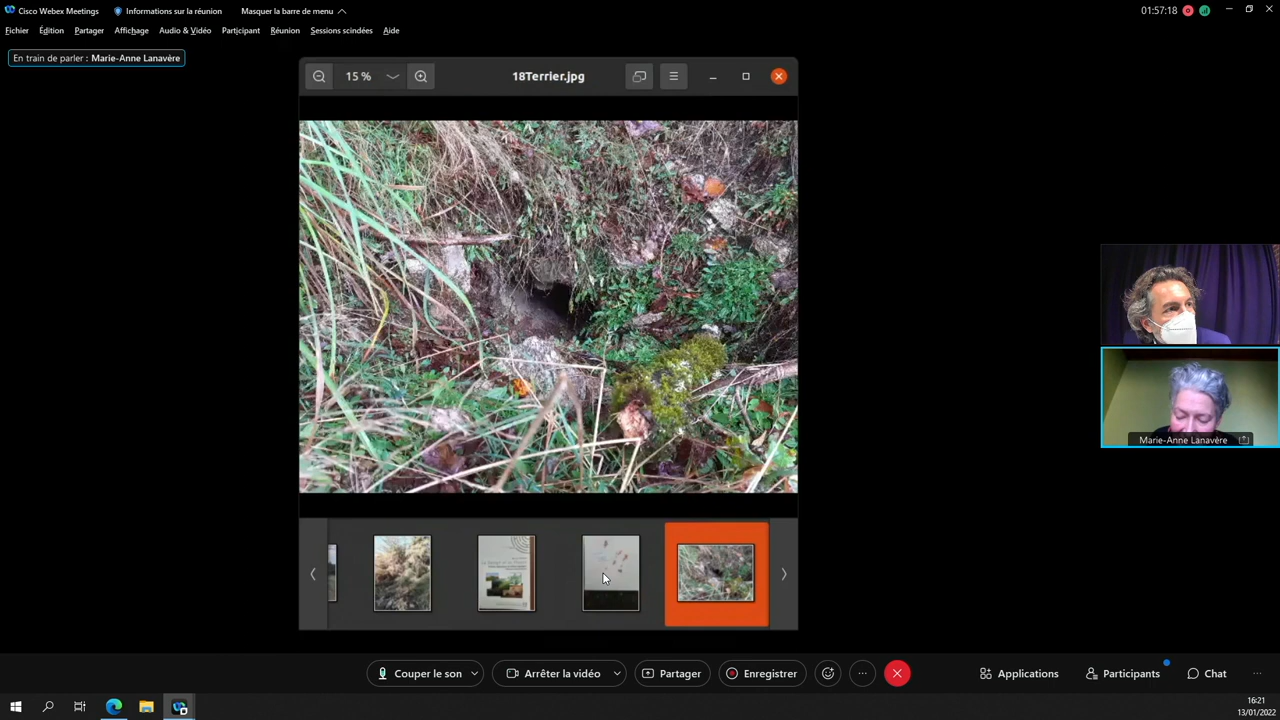 Cisco Webex Meetings
Informations sur la réunion
Masquer la barre de menu
01:57:18
Fichier Édition Partager Affichage Audio & Vidéo Participant Réunion Sessions scindées Aide
En train de parler : Marie-Anne Lanavère
15 %
18Terrier.jpg
Marie-Anne Lanavère
Couper le son
Arrêter la vidéo
Partager
Enregistrer
Applications
Participants
Chat
16:21
13/01/2022